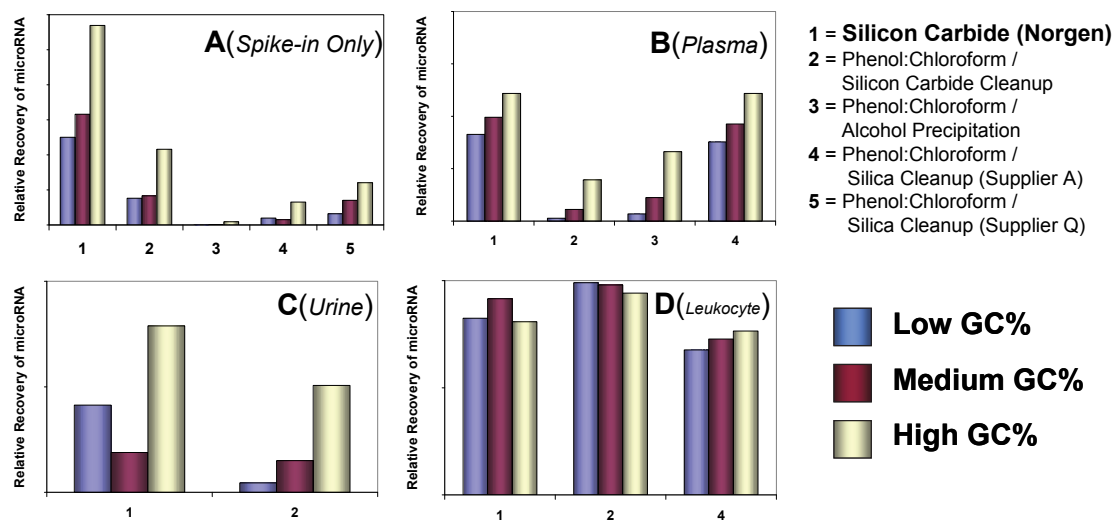 A(Spike-in Only)
Relative Recovery of microRNA
1 2 3 4 5
B(Plasma)
Relative Recovery of microRNA
1 2 3 4
1 = Silicon Carbide (Norgen)
2 = Phenol:Chloroform /
Silicon Carbide Cleanup
3 = Phenol:Chloroform /
Alcohol Precipitation
4 = Phenol:Chloroform /
Silica Cleanup (Supplier A)
5 = Phenol:Chloroform /
Silica Cleanup (Supplier Q)
C(Urine)
Relative Recovery of microRNA
1 2
D(Leukocyte)
Relative Recovery of microRNA
1 2 4
Low GC%
Medium GC%
High GC%